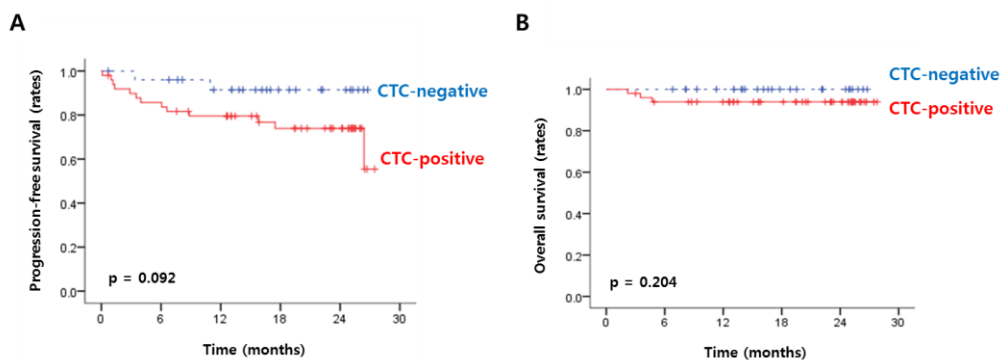 A
Progression-free survival (rates)
1.0
0.8
0.6
0.4
0.2
0.0
CTC-negative
CTC-positive
p = 0.092
0 6 12 18 24 30
Time (months)
B
Overall survival (rates)
1.0
0.8
0.6
0.4
0.2
0.0
CTC-negative
CTC-positive
p = 0.204
0 6 12 18 24 30
Time (months)